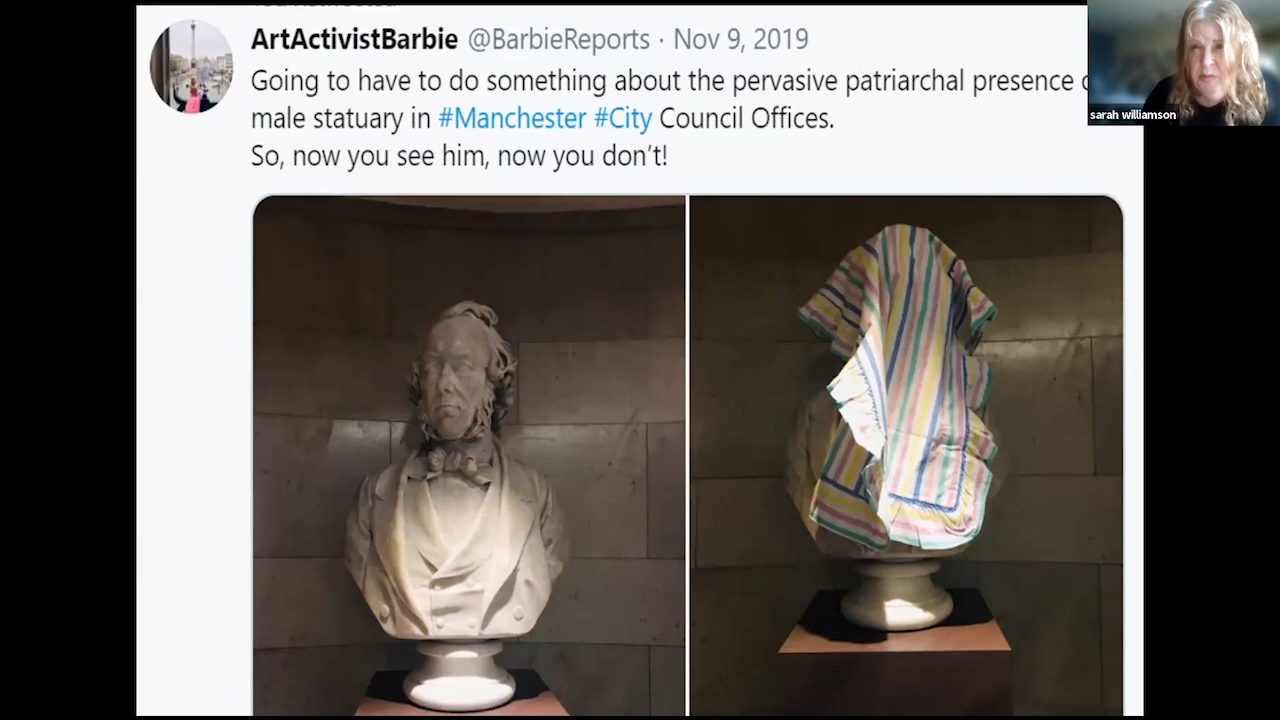 ArtActivistBarbie @BarbieReports · Nov 9, 2019
Going to have to do something about the pervasive patriarchal presence
male statuary in #Manchester #City Council Offices.
So, now you see him, now you don't!
sarah williamson